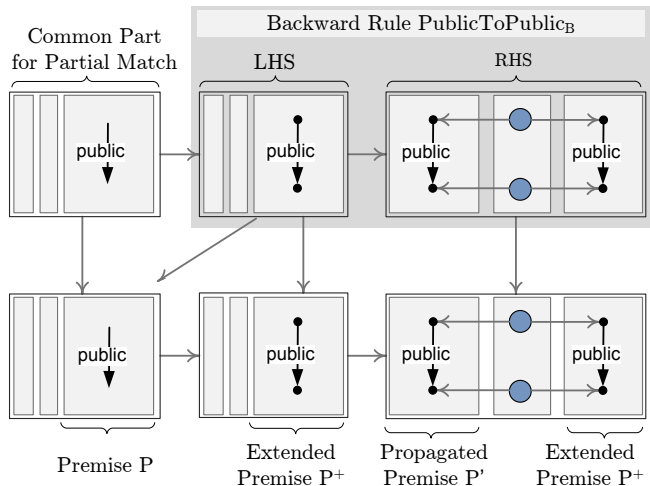 Backward Rule PublicToPublicB
Common Part
for Partial Match
LHS
RHS
public
public
public
public
public
public
public
public
Premise P
Extended
Premise P+
Propagated
Premise P'
Extended
Premise P+